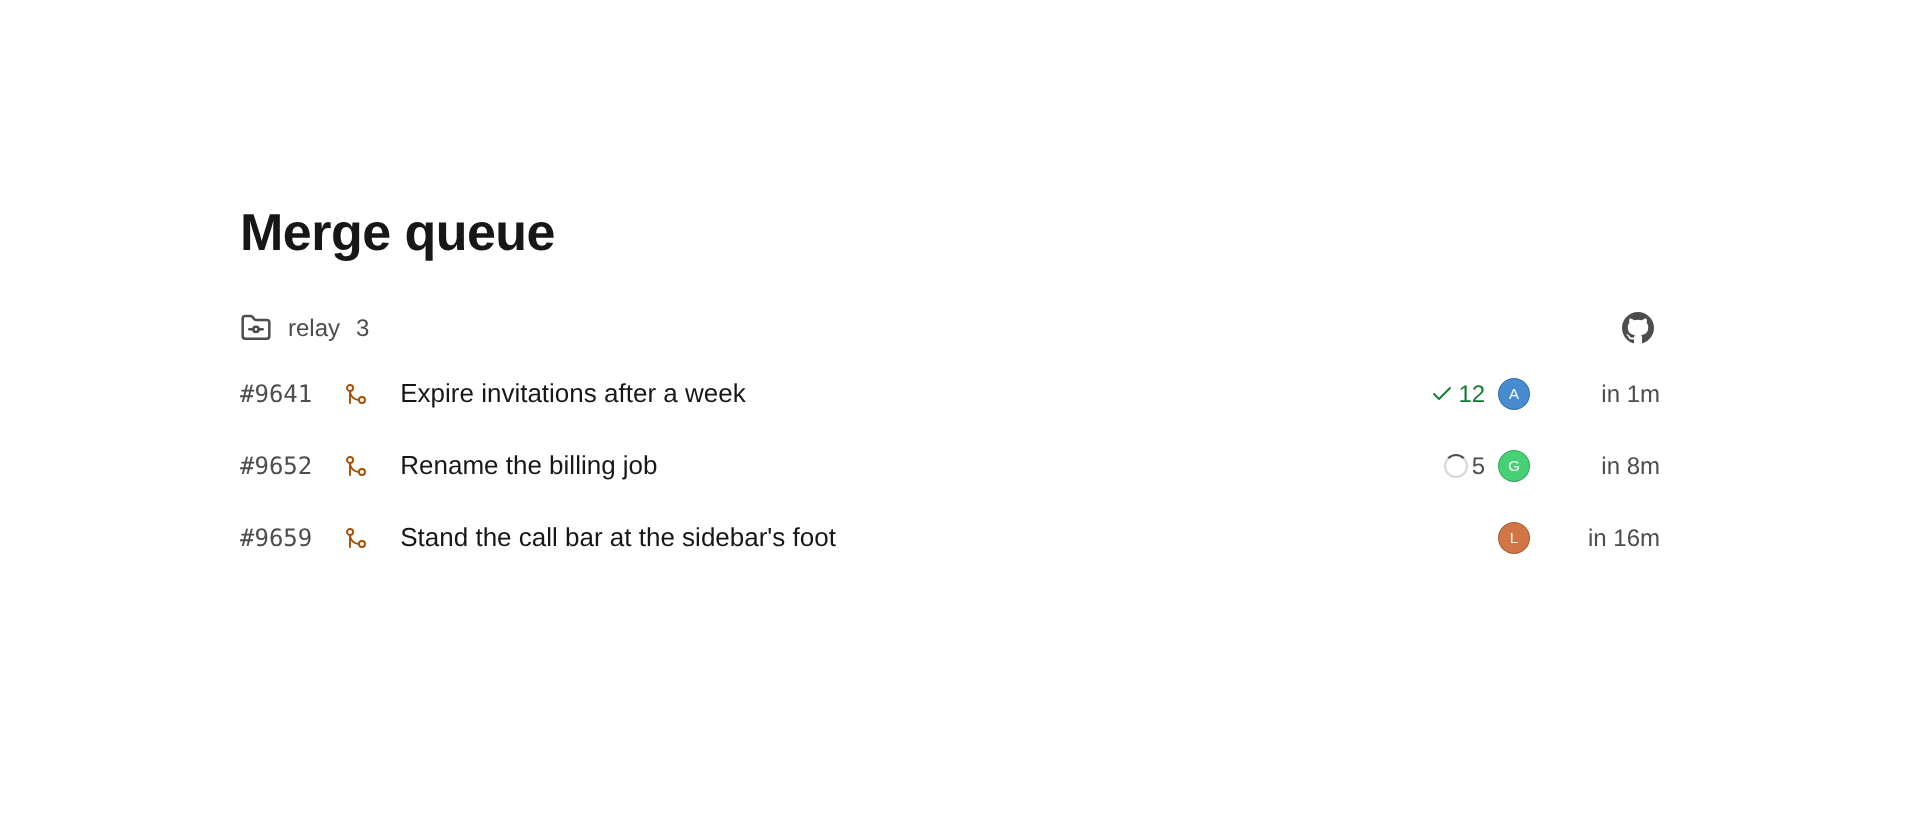 Merge queue
relay 3
#9641 Expire invitations after a week 12 A in 1m
#9652 Rename the billing job 5 G in 8m
#9659 Stand the call bar at the sidebar's foot L in 16m